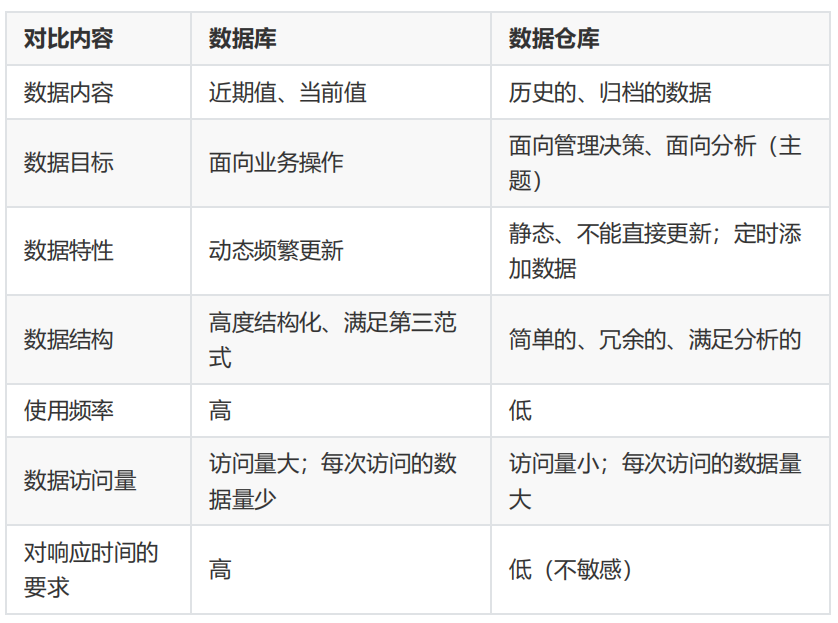 对比内容 数据库 数据仓库
数据内容 近期值、当前值 历史的、归档的数据
数据目标 面向业务操作 面向管理决策、面向分析（主
题）
数据特性 动态频繁更新 静态、不能直接更新；定时添
加数据
数据结构 高度结构化、满足第三范
式 简单的、冗余的、满足分析的
使用频率 高 低
数据访问量 访问量大；每次访问的数
据量少 访问量小；每次访问的数据量
大
对响应时间的
要求 高 低（不敏感）